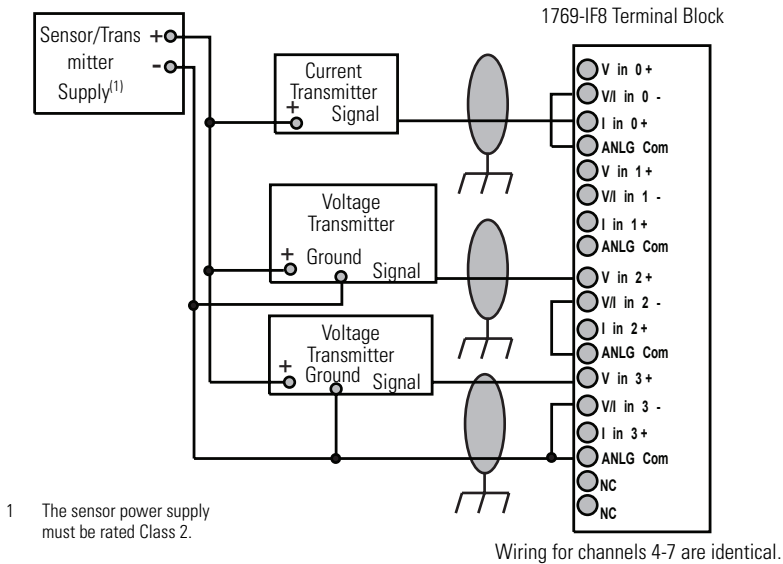 1769-IF8 Terminal Block
Sensor/Trans
mitter
Supply(1)
+
-
Current
Transmitter
Signal
+
Voltage
Transmitter
Ground
Signal
+
Voltage
Transmitter
Ground
Signal
+
V in 0+
V/I in 0 -
I in 0+
ANLG Com
V in 1+
V/I in 1 -
I in 1+
ANLG Com
V in 2+
V/I in 2 -
I in 2+
ANLG Com
V in 3+
V/I in 3 -
I in 3+
ANLG Com
NC
NC
1 The sensor power supply
must be rated Class 2.
Wiring for channels 4-7 are identical.